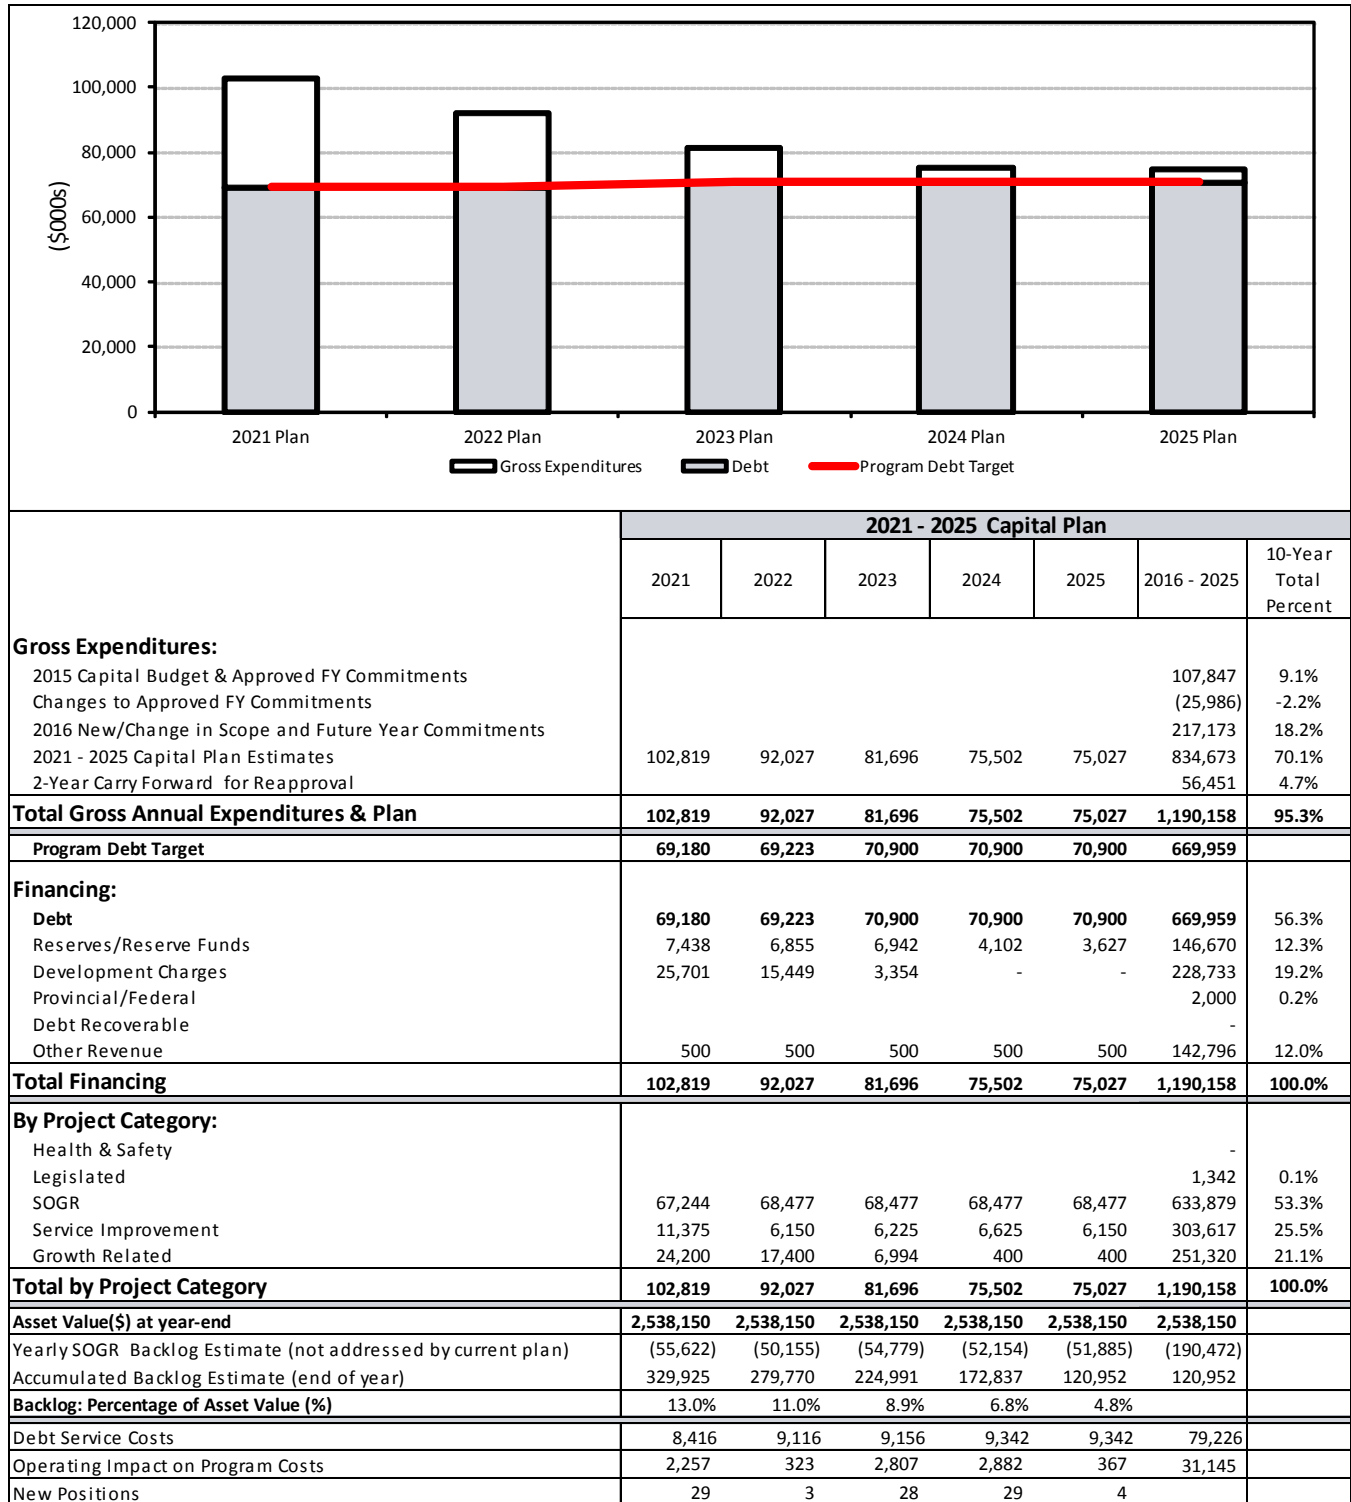 120,000
100,000
80,000
60,000
40,000
20,000
0
($000s)
2021 Plan 2022 Plan 2023 Plan 2024 Plan 2025 Plan
Gross Expenditures Debt Program Debt Target
2021 - 2025 Capital Plan
2021 2022 2023 2024 2025 2016 - 2025 10-Year Total Percent
Gross Expenditures:
2015 Capital Budget & Approved FY Commitments 107,847 9.1%
Changes to Approved FY Commitments (25,986) -2.2%
2016 New/Change in Scope and Future Year Commitments 217,173 18.2%
2021 - 2025 Capital Plan Estimates 102,819 92,027 81,696 75,502 75,027 834,673 70.1%
2-Year Carry Forward for Reapproval 56,451 4.7%
Total Gross Annual Expenditures & Plan 102,819 92,027 81,696 75,502 75,027 1,190,158 95.3%
Program Debt Target 69,180 69,223 70,900 70,900 70,900 669,959
Financing:
Debt 69,180 69,223 70,900 70,900 70,900 669,959 56.3%
Reserves/Reserve Funds 7,438 6,855 6,942 4,102 3,627 146,670 12.3%
Development Charges 25,701 15,449 3,354 - - 228,733 19.2%
Provincial/Federal 2,000 0.2%
Debt Recoverable -
Other Revenue 500 500 500 500 500 142,796 12.0%
Total Financing 102,819 92,027 81,696 75,502 75,027 1,190,158 100.0%
By Project Category:
Health & Safety -
Legislated 1,342 0.1%
SOGR 67,244 68,477 68,477 68,477 68,477 633,879 53.3%
Service Improvement 11,375 6,150 6,225 6,625 6,150 303,617 25.5%
Growth Related 24,200 17,400 6,994 400 400 251,320 21.1%
Total by Project Category 102,819 92,027 81,696 75,502 75,027 1,190,158 100.0%
Asset Value($) at year-end 2,538,150 2,538,150 2,538,150 2,538,150 2,538,150 2,538,150
Yearly SOGR Backlog Estimate (not addressed by current plan) (55,622) (50,155) (54,779) (52,154) (51,885) (190,472)
Accumulated Backlog Estimate (end of year) 329,925 279,770 224,991 172,837 120,952 120,952
Backlog: Percentage of Asset Value (%) 13.0% 11.0% 8.9% 6.8% 4.8%
Debt Service Costs 8,416 9,116 9,156 9,342 9,342 79,226
Operating Impact on Program Costs 2,257 323 2,807 2,882 367 31,145
New Positions 29 3 28 29 4